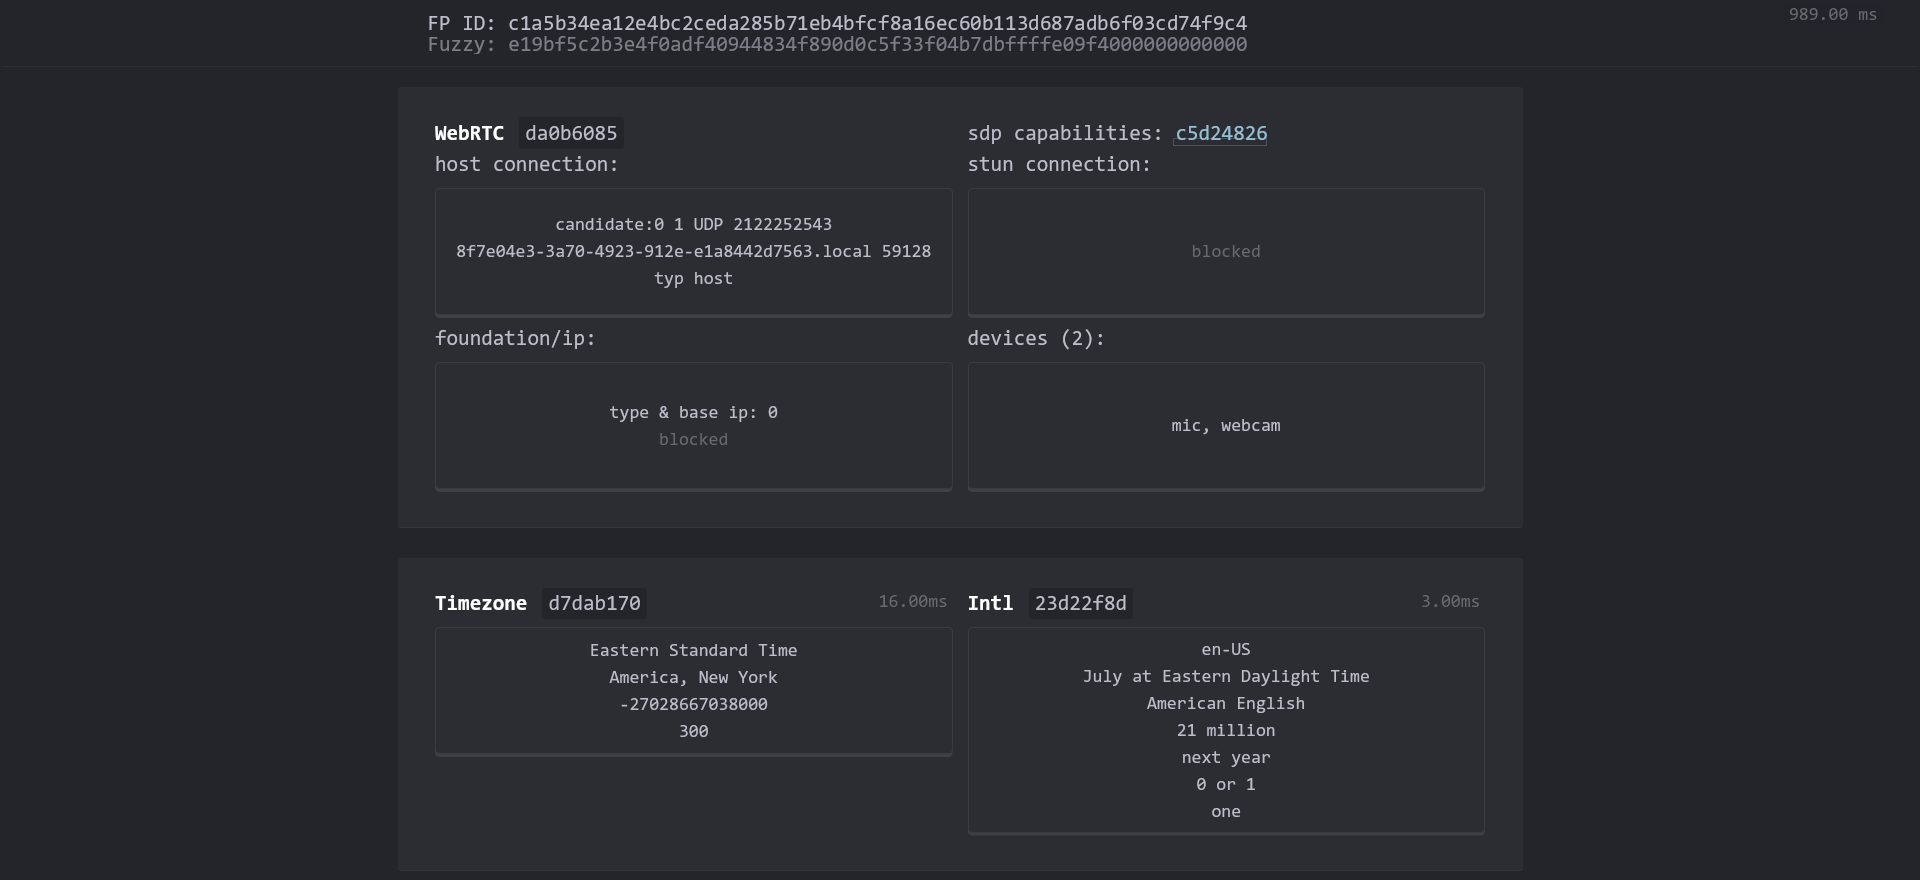 FP ID: c1a5b34ea12e4bc2ceda285b71eb4bfcf8a16ec60b113d687adb6f03cd74f9c4
989.00 ms
Fuzzy: e19bf5c2b3e4f0adf40944834f890d0c5f33f04b7dbffffe09f4000000000000
WebRTC da0b6085
host connection:
candidate:0 1 UDP 2122252543
8f7e04e3-3a70-4923-912e-e1a8442d7563.local 59128
typ host
sdp capabilities: c5d24826
stun connection:
blocked
foundation/ip:
type & base ip: 0
blocked
devices (2):
mic, webcam
Timezone d7dab170 16.00ms
Eastern Standard Time
America, New York
-27028667038000
300
Intl 23d22f8d 3.00ms
en-US
July at Eastern Daylight Time
American English
21 million
next year
0 or 1
one